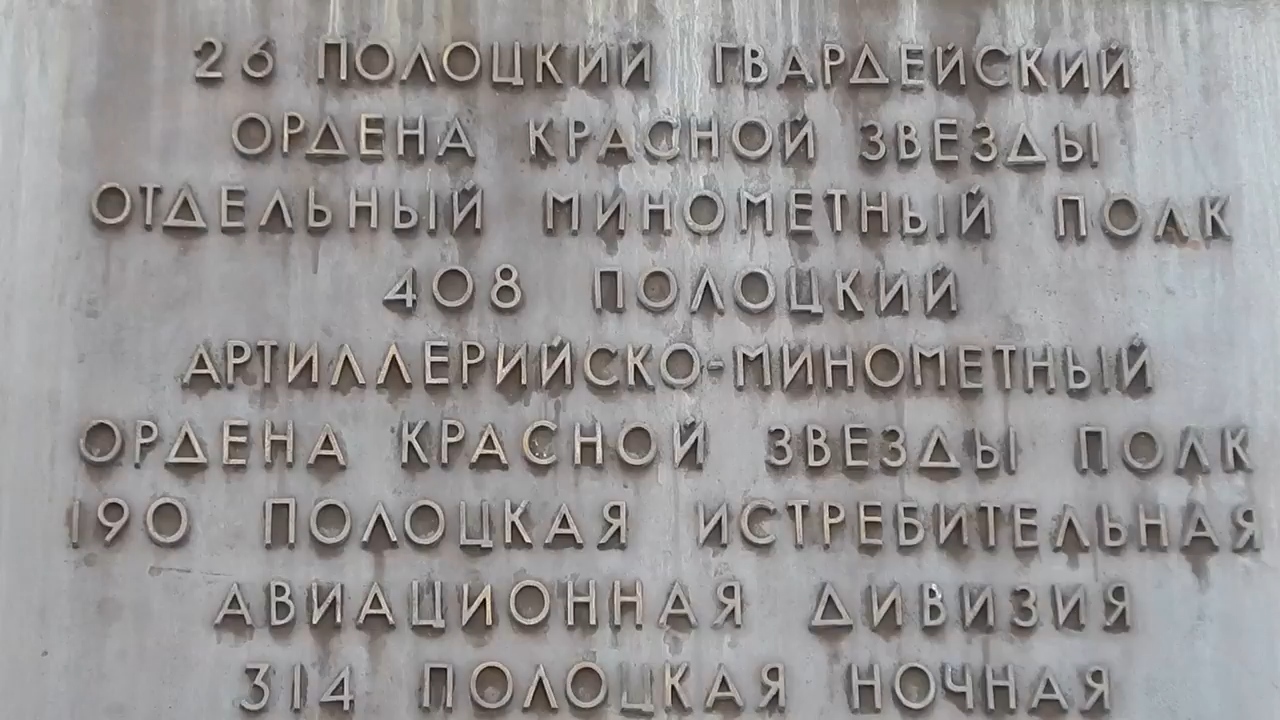 26 ПОЛОЦКИЙ ГВАРДЕЙСКИЙ
ОРДЕНА КРАСНОЙ ЗВЕЗДЫ
ОТДЕЛЬНЫЙ МИНОМЕТНЫЙ ПОЛК
408 ПОЛОЦКИЙ
АРТИЛЛЕРИЙСКО-МИНОМЕТНЫЙ
ОРДЕНА КРАСНОЙ ЗВЕЗДЫ ПОЛК
190 ПОЛОЦКАЯ ИСТРЕБИТЕЛЬНАЯ
АВИАЦИОННАЯ ДИВИЗИЯ
314 ПОЛОЦКАЯ НОЧНАЯ